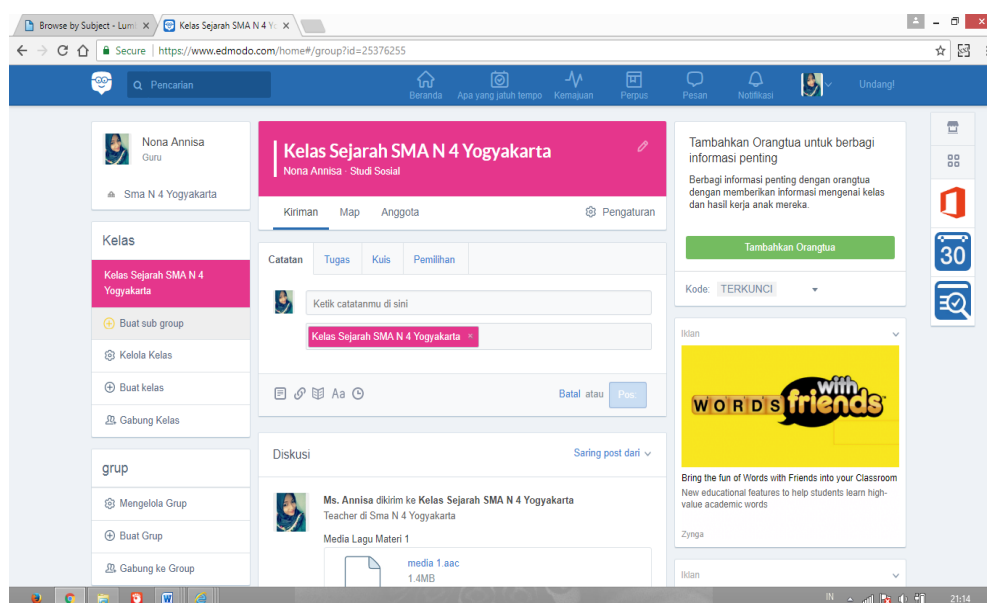 Browse by Subject - Lumi
Kelas Sejarah SMA N 4 Yo
Secure | https://www.edmodo.com/home#/group?id=25376255
Pencarian
Beranda
Apa yang jatuh tempo
Kemajuan
Perpus
Pesan
Notifikasi
Undang!
Nona Annisa
Guru
Sma N 4 Yogyakarta
Kelas
Kelas Sejarah SMA N 4
Yogyakarta
Buat sub group
Kelola Kelas
Buat kelas
Gabung Kelas
grup
Mengelola Grup
Buat Grup
Gabung ke Group
Kelas Sejarah SMA N 4 Yogyakarta
Nona Annisa · Studi Sosial
Kiriman Map Anggota
Pengaturan
Catatan Tugas Kuis Pemilihan
Ketik catatanmu di sini
Kelas Sejarah SMA N 4 Yogyakarta ×
Aa
Batal atau Pos
Diskusi
Saring post dari
Ms. Annisa dikirim ke Kelas Sejarah SMA N 4 Yogyakarta
Teacher di Sma N 4 Yogyakarta
Media Lagu Materi 1
media 1.aac
1.4MB
Tambahkan Orangtua untuk berbagi
informasi penting
Berbagi informasi penting dengan orangtua
dengan memberikan informasi mengenai kelas
dan hasil kerja anak mereka.
Tambahkan Orangtua
Kode: TERKUNCI
Iklan
WORDS with friends
Bring the fun of Words with Friends into your Classroom
New educational features to help students learn high-
value academic words
Zynga
Iklan
30
IN
21:14